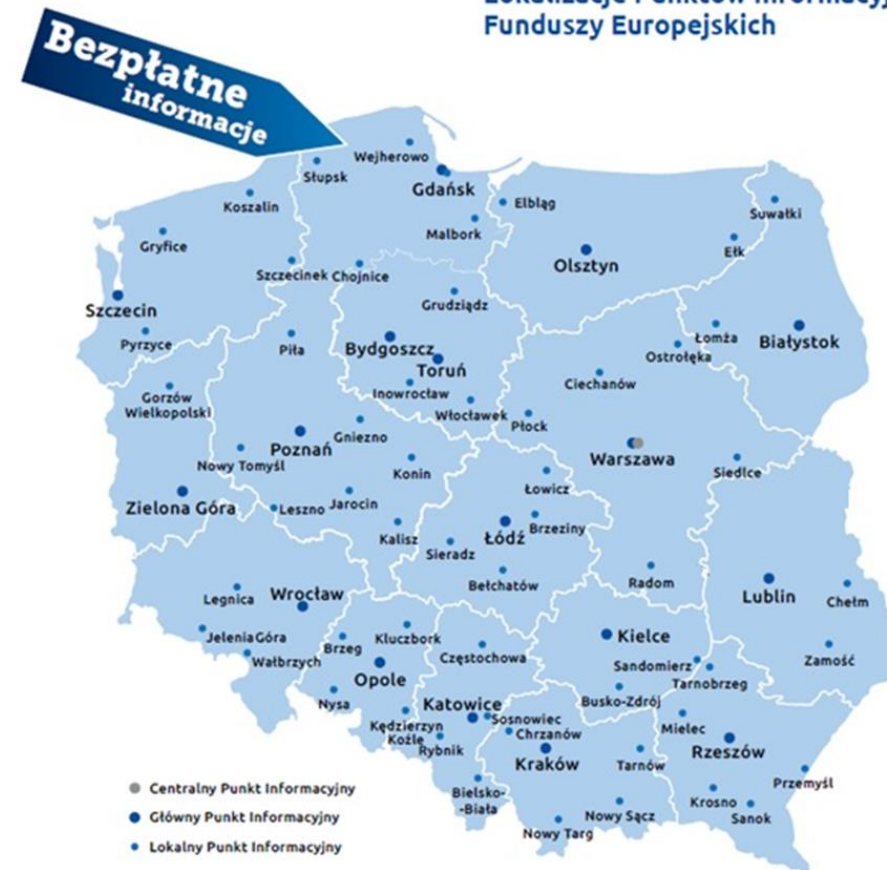 Funduszy Europejskich
Bezpłatne
informacje
Wejherowo
Słupsk
Gdańsk
Koszalin
Elbląg
Suwałki
Malbork
Gryfice
Ełk
Olsztyn
Szczecinek
Chojnice
Grudziądz
Szczecin
Pyrzyce
Piła
Bydgoszcz
Łomża
Białystok
Ostrołęka
Toruń
Ciechanów
Inowrocław
Gorzów
Wielkopolski
Włocławek
Płock
Gniezno
Poznań
Warszawa
Nowy Tomyśl
Konin
Siedlce
Łowicz
Zielona Góra
Leszno
Jarocin
Brzeziny
Kalisz
Łódź
Sieradz
Bełchatów
Radom
Legnica
Wrocław
Lublin
Chełm
JeleniaGóra
Brzeg
Kluczbork
Kielce
Wałbrzych
Częstochowa
Zamość
Sandomierz
Opole
Tarnobrzeg
Nysa
Katowice
Busko-Zdrój
Sosnowiec
Kędzierzyn
Koźle
Chrzanów
Mielec
Rybnik
Rzeszów
Kraków
Tarnów
Przemyśl
Bielsko-
-Biała
Krosno
Nowy Sącz
Sanok
Nowy Targ
Centralny Punkt Informacyjny
Główny Punkt Informacyjny
Lokalny Punkt Informacyjny